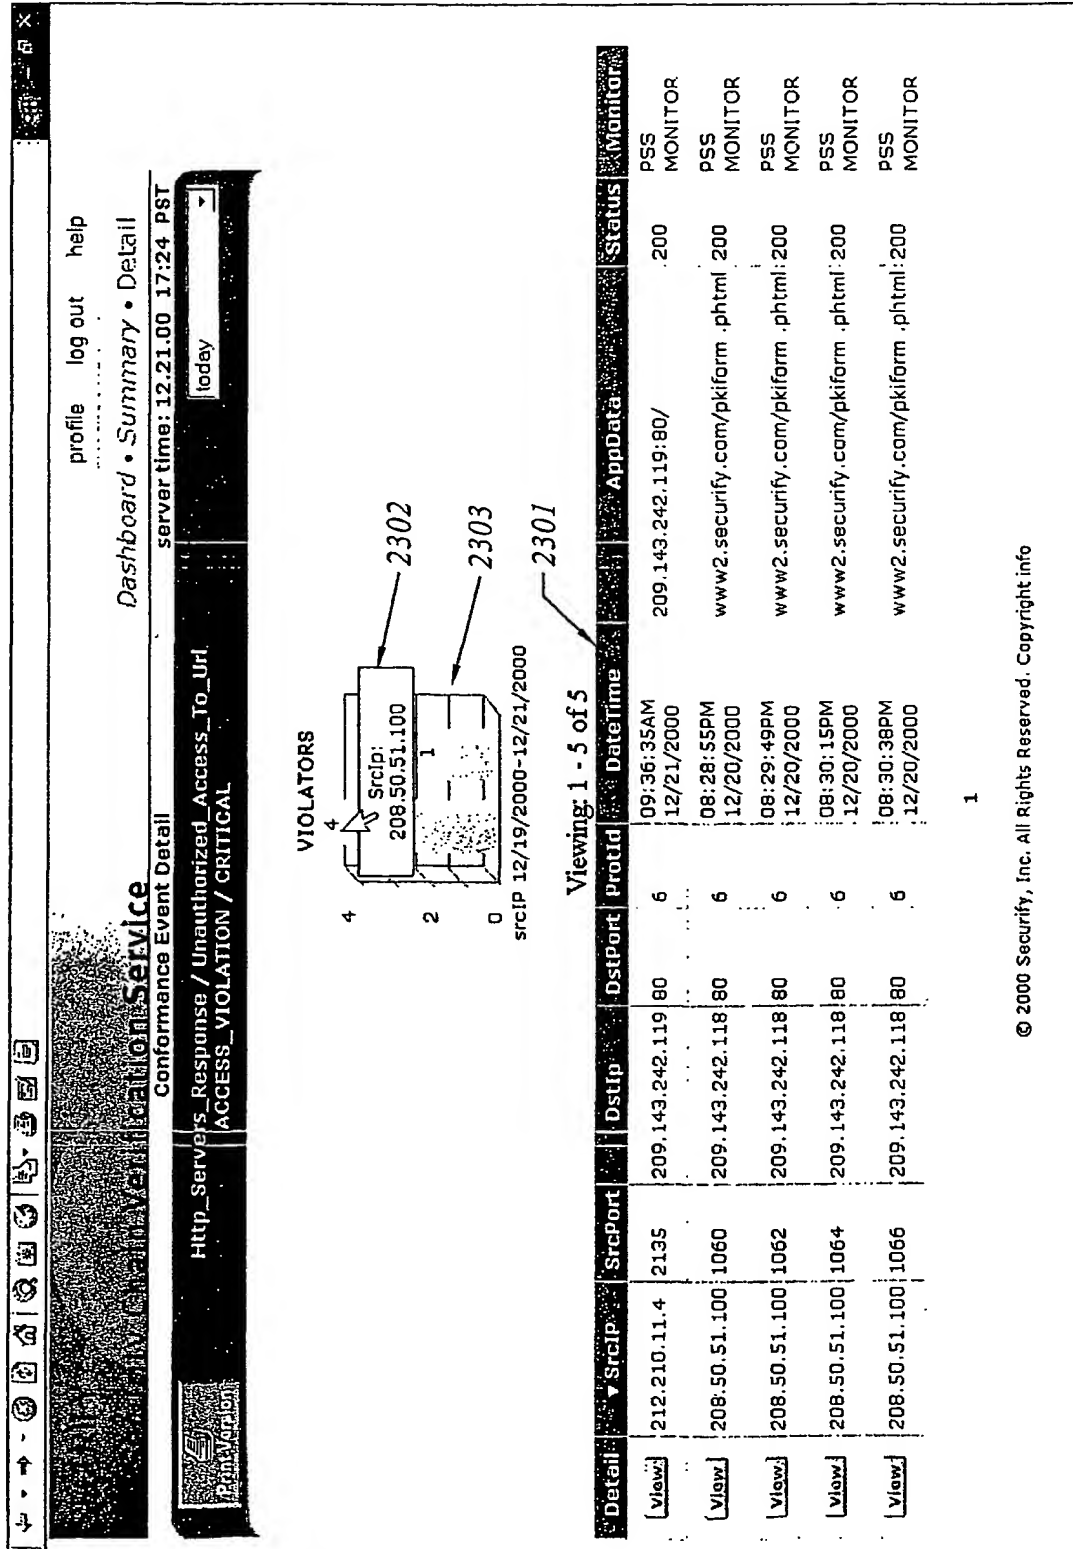 profile log out help
Verification Service
Dashboard • Summary • Detail
Conformance Event Detail
server time: 12.21.00 17:24 PST
Print Version
Http_Servers_Response / Unauthorized_Access_To_Url
ACCESS_VIOLATION / CRITICAL
today
VIOLATORS
4
4
SrcIp:
208.50.51.100
2302
1
2
2303
0
srcIP 12/19/2000-12/21/2000
2301
Viewing: 1 - 5 of 5
Detail ▼SrcIP SrcPort DstIp DstPort ProtId DateTime AppData Status Monitor
View 212.210.11.4 2135 209.143.242.119 80 6 09:36:35AM 12/21/2000 209.143.242.119:80/ 200 PSS MONITOR
View 208.50.51.100 1060 209.143.242.118 80 6 08:28:55PM 12/20/2000 www2.securify.com/pkiform .phtml 200 PSS MONITOR
View 208.50.51.100 1062 209.143.242.118 80 6 08:29:49PM 12/20/2000 www2.securify.com/pkiform .phtml 200 PSS MONITOR
View 208.50.51.100 1064 209.143.242.118 80 6 08:30:15PM 12/20/2000 www2.securify.com/pkiform .phtml 200 PSS MONITOR
View 208.50.51.100 1066 209.143.242.118 80 6 08:30:38PM 12/20/2000 www2.securify.com/pkiform .phtml 200 PSS MONITOR
1
© 2000 Securify, Inc. All Rights Reserved. Copyright info